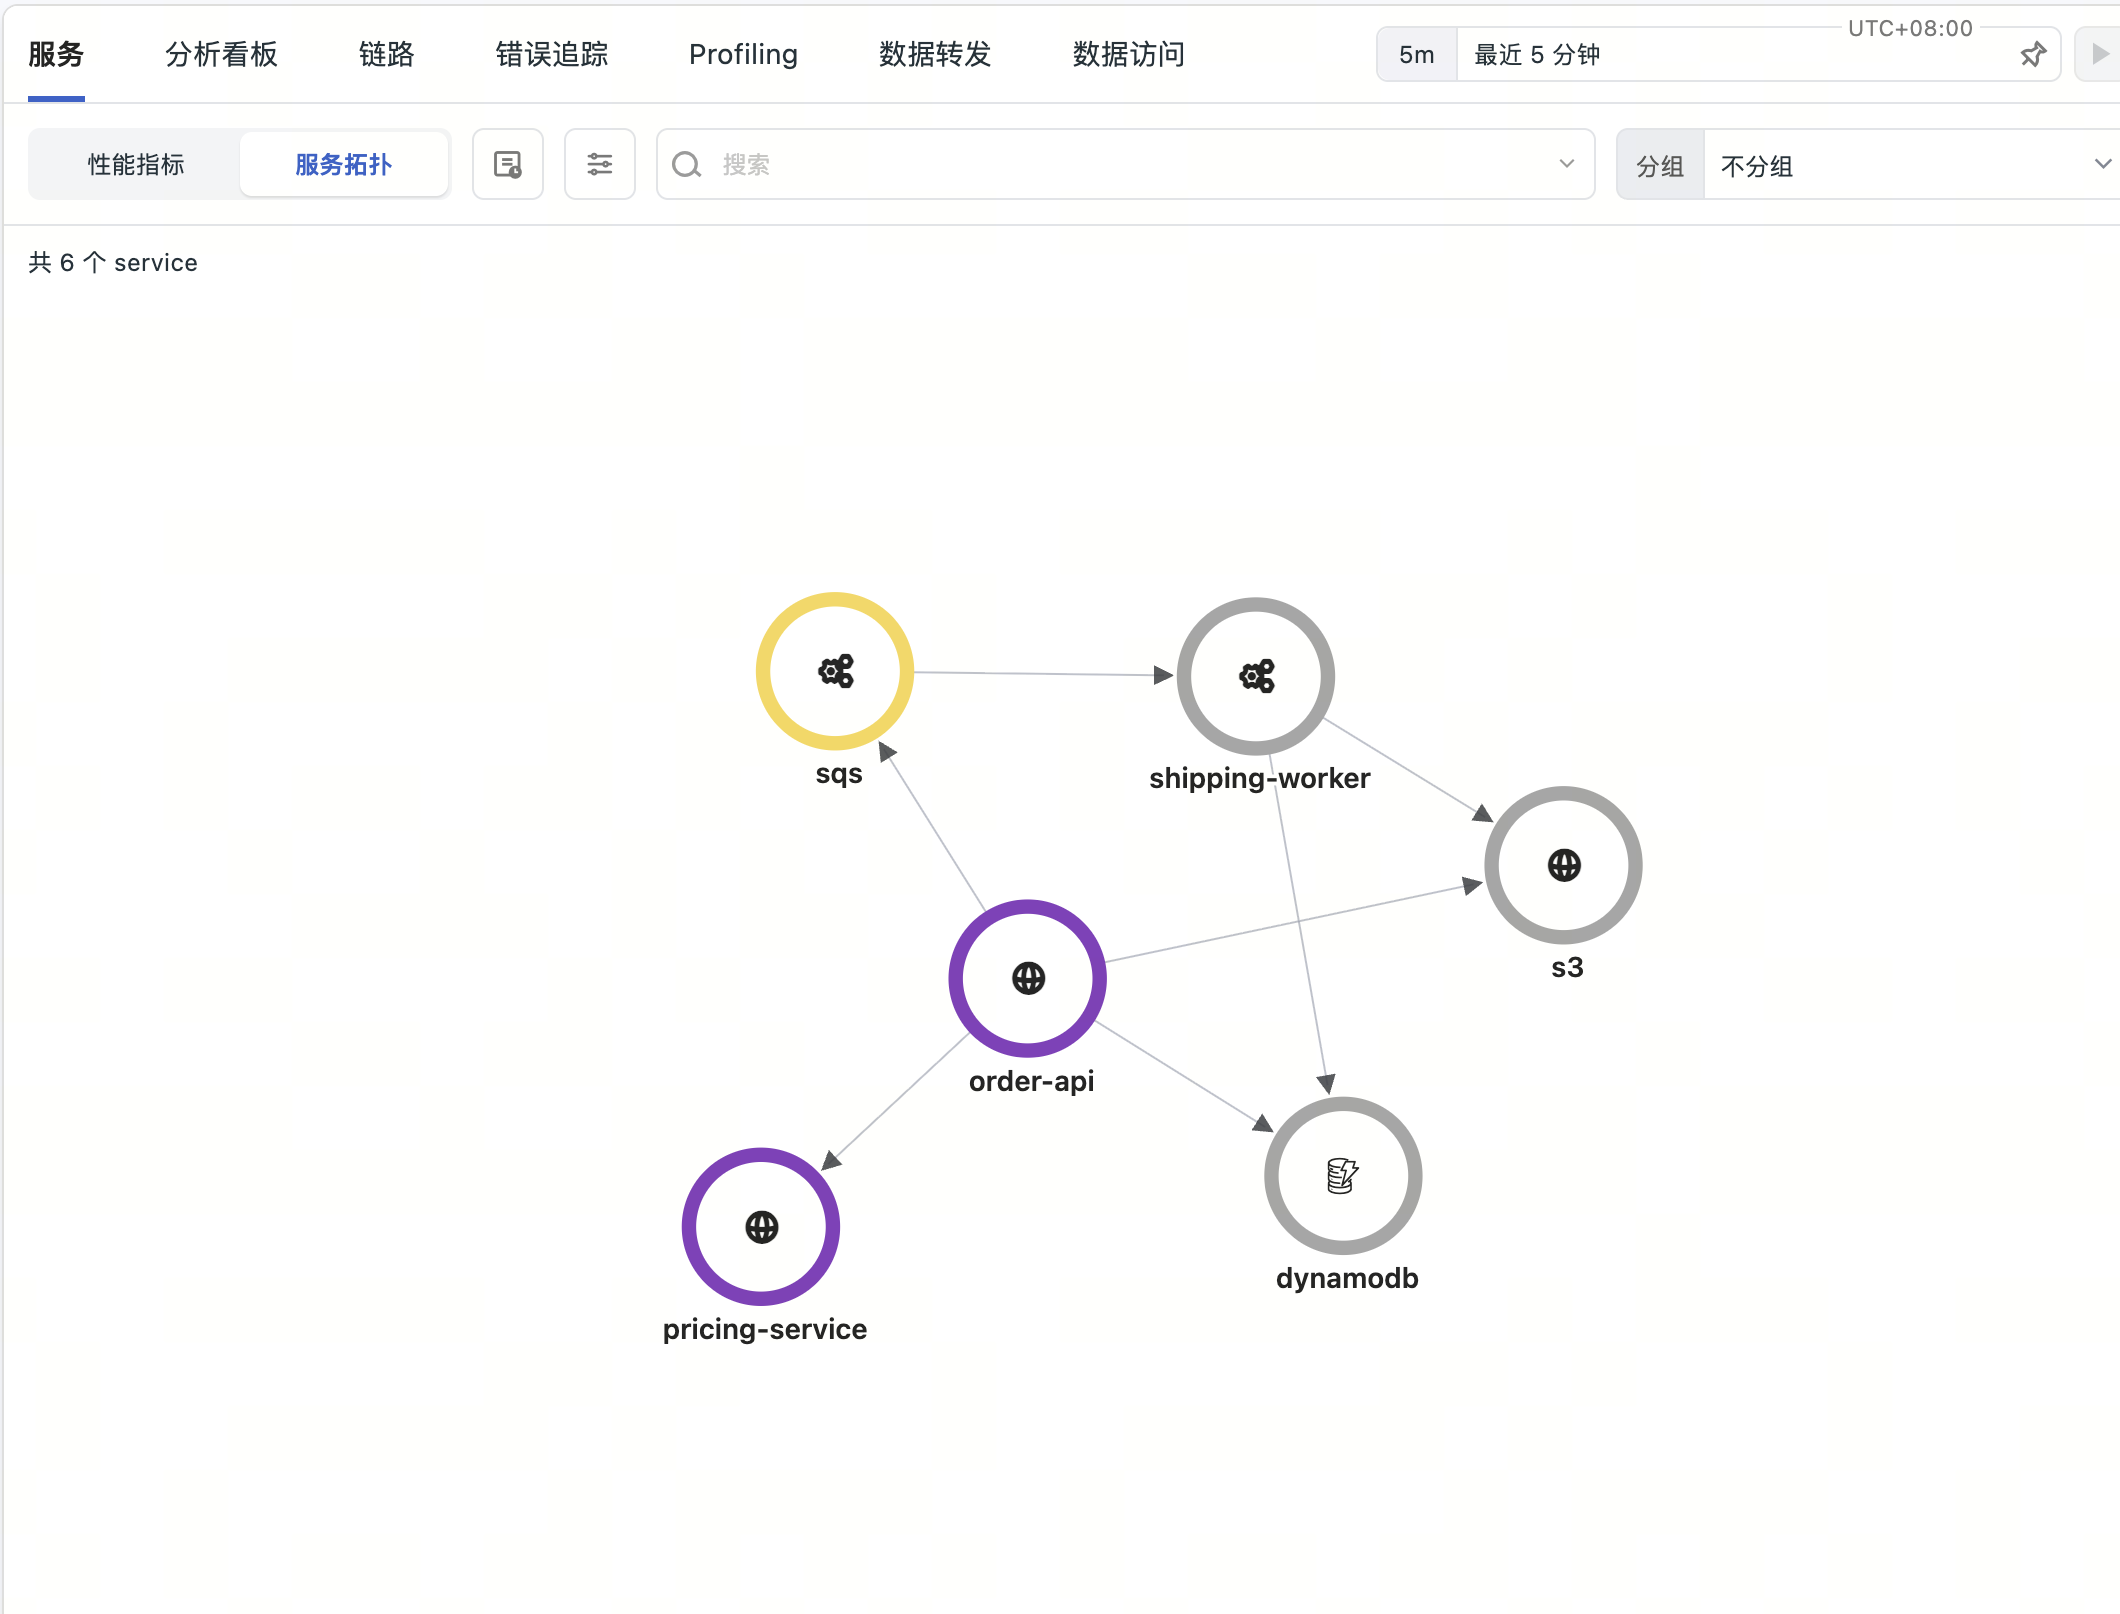 服务
分析看板
链路
错误追踪
Profiling
数据转发
数据访问
5m
最近 5 分钟
UTC+08:00
性能指标
服务拓扑
搜索
分组
不分组
共 6 个 service
sqs
shipping-worker
s3
order-api
dynamodb
pricing-service